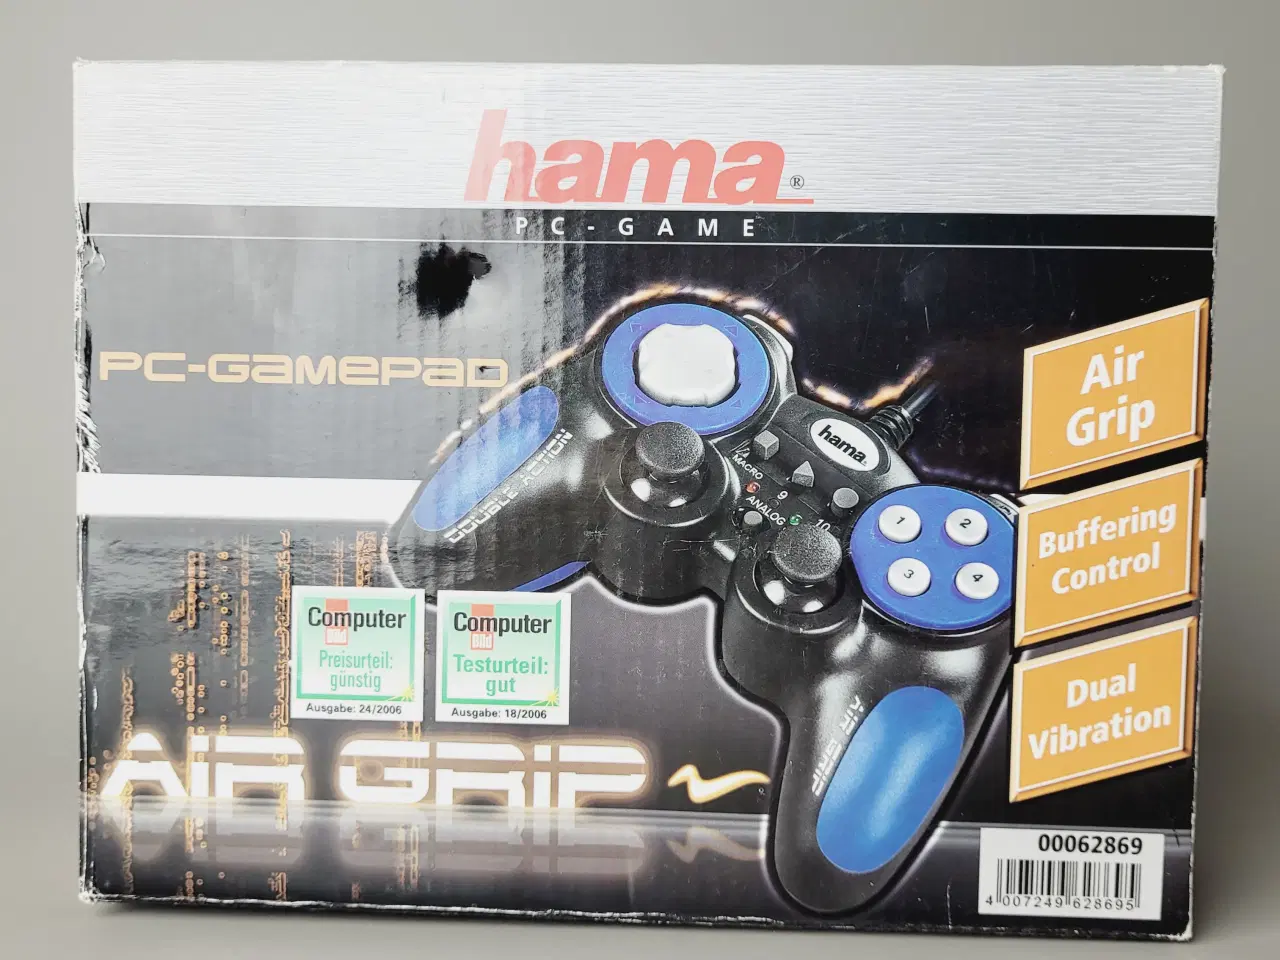 hama®
PC-GAME
PC-GAMEPAD
DOUBLE ACTION
hama.
MACRO
9
ANALOG
10
1
2
3
4
Air
Grip
Buffering
Control
Dual
Vibration
Computer
Bild
Preisurteil:
günstig
Ausgabe: 24/2006
Computer
Bild
Testurteil:
gut
Ausgabe: 18/2006
AIR GRIP
AIR GRIP
00062869
4 007249 628695